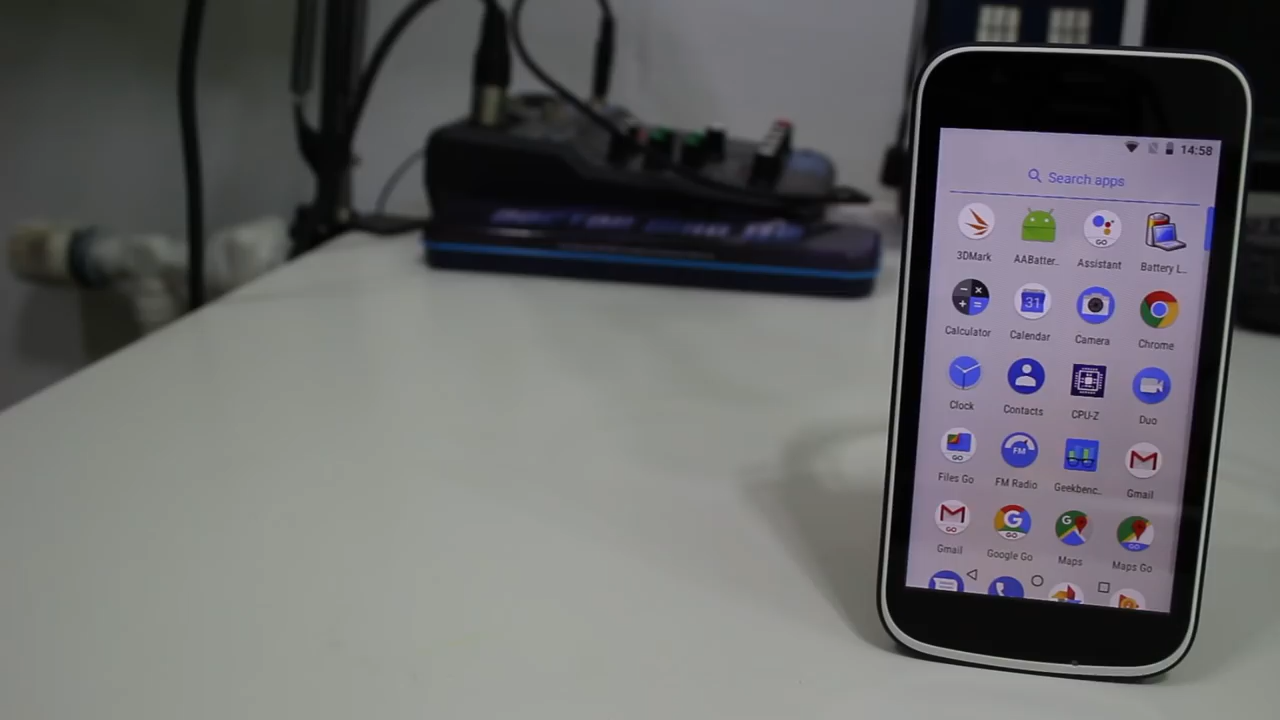 14:58
Search apps
3DMark AABatter.. Assistant Battery L..
Calculator Calendar Camera Chrome
Clock Contacts CPU-Z Duo
Files Go FM Radio Geekbenc.. Gmail
Gmail Google Go Maps Maps Go